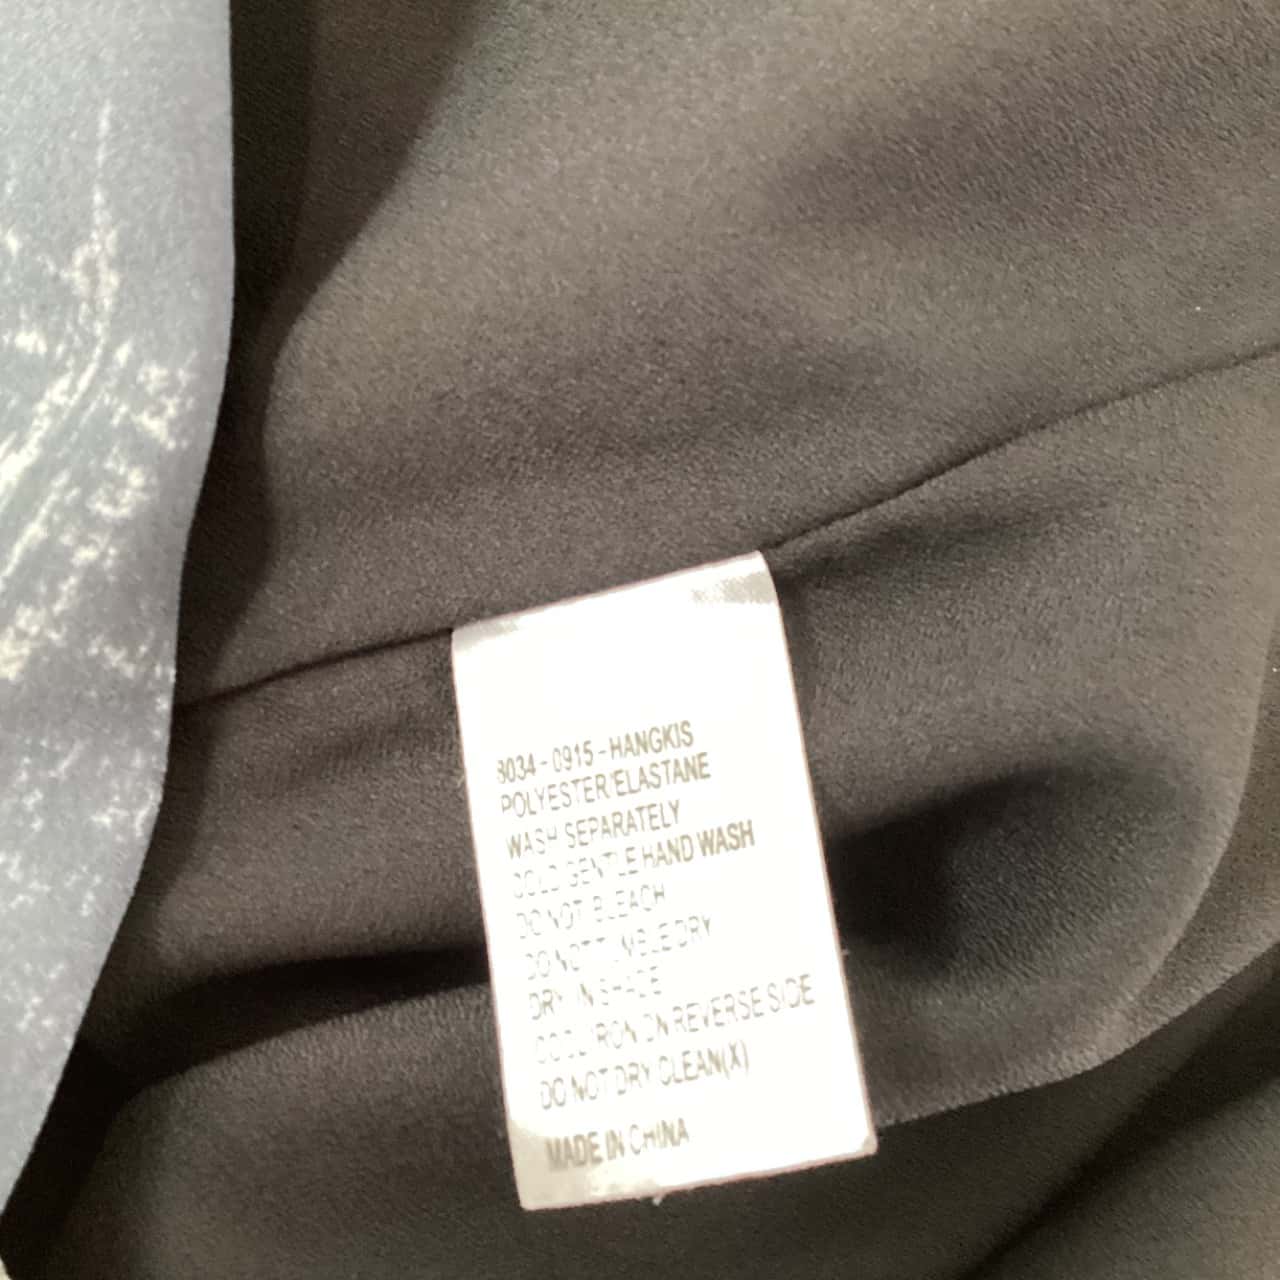 8034 - 0915 - HANGKIS
POLYESTER/ELASTANE
WASH SEPARATELY
COLD GENTLE HAND WASH
DO NOT BLEACH
DO NOT TUMBLE DRY
DRY IN SHADE
COOL IRON ON REVERSE SIDE
DO NOT DRY CLEAN(X)
MADE IN CHINA